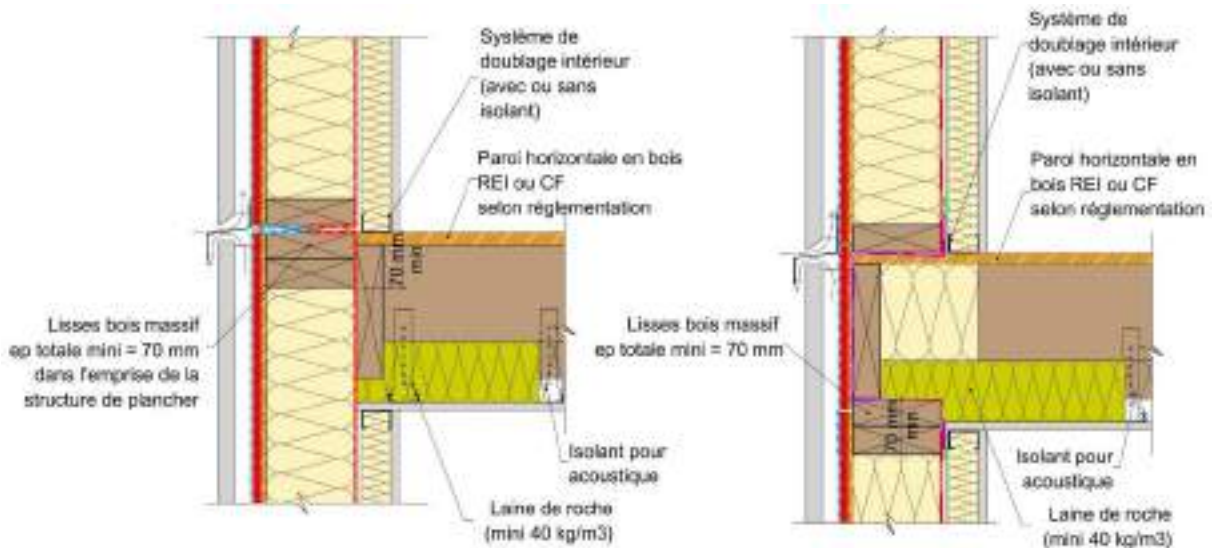 Système de
doublage intérieur
(avec ou sans
isolant)
Paroi horizontale en bois
REI ou CF
selon réglementation
70 mm
min
Lisses bois massif
ep totale mini = 70 mm
dans l'emprise de la
structure de plancher
Isolant pour
acoustique
Laine de roche
(mini 40 kg/m3)
Système de
doublage intérieur
(avec ou sans
isolant)
Paroi horizontale en
bois REI ou CF
selon réglementation
Lisses bois massif
ep totale mini = 70 mm
70 mm
min
Isolant pour
acoustique
Laine de roche
(mini 40 kg/m3)